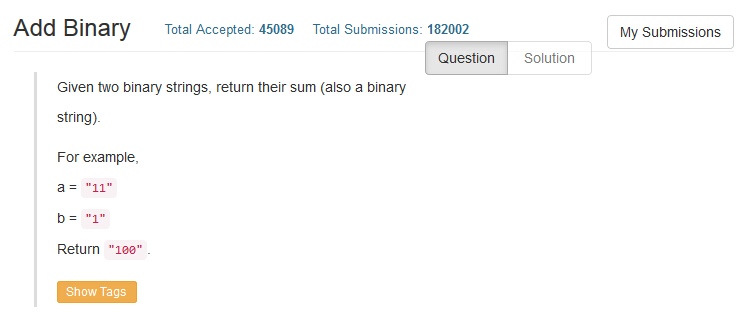 Add Binary Total Accepted: 45089 Total Submissions: 182002 My Submissions
Question Solution
Given two binary strings, return their sum (also a binary
string).
For example,
a = "11"
b = "1"
Return "100".
Show Tags